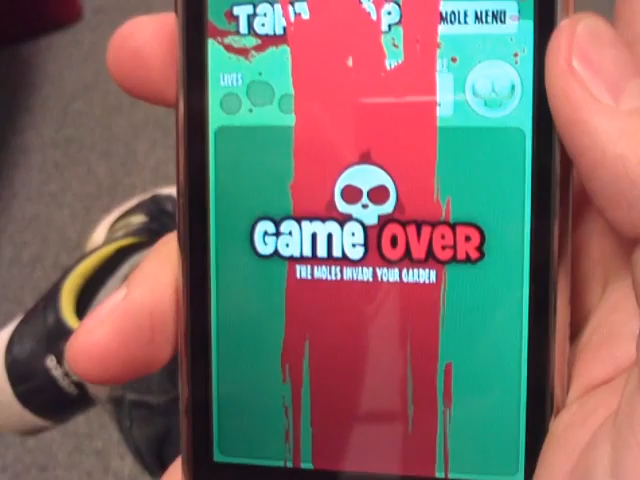 MOLE MENU
LIVES
GAME OVER
THE MOLES INVADE YOUR GARDEN